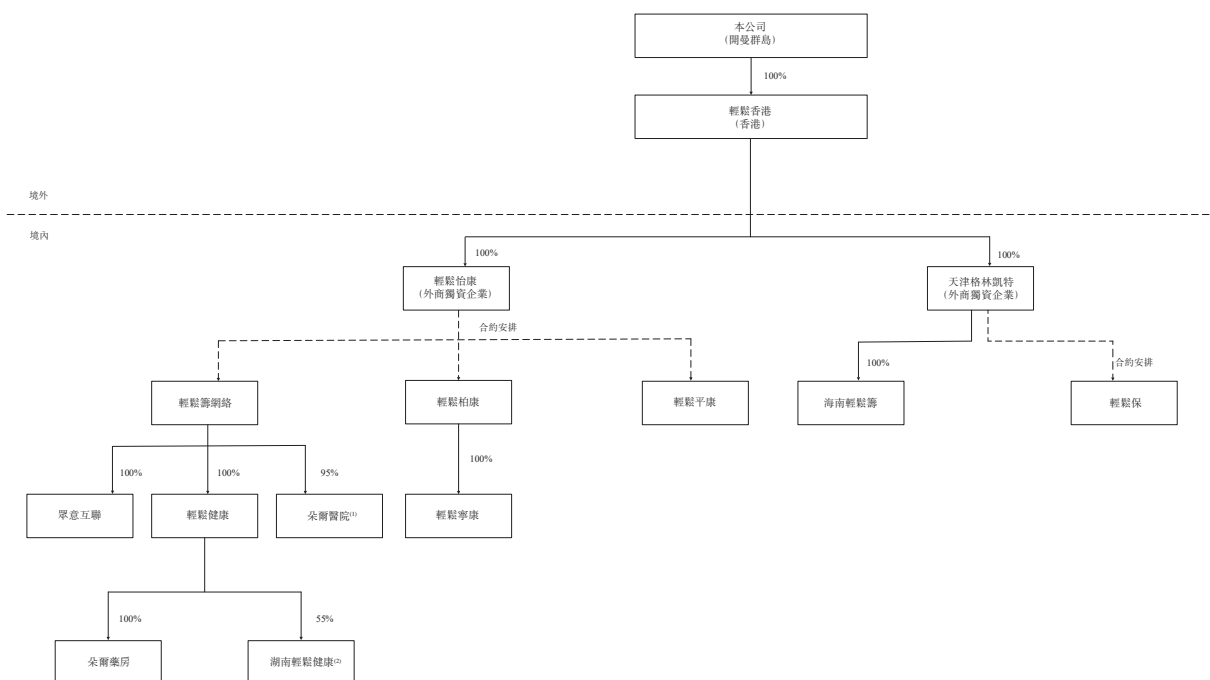 本公司
（開曼群島）
100%
輕鬆香港
（香港）
境外
境內
100%
100%
輕鬆怡康
（外商獨資企業）
天津格林凱特
（外商獨資企業）
合約安排
100%
合約安排
輕鬆籌網絡
輕鬆柏康
輕鬆平康
海南輕鬆籌
輕鬆保
100%
100%
95%
100%
眾意互聯
輕鬆健康
朵爾醫院(1)
輕鬆寧康
100%
55%
朵爾藥房
湖南輕鬆健康(2)